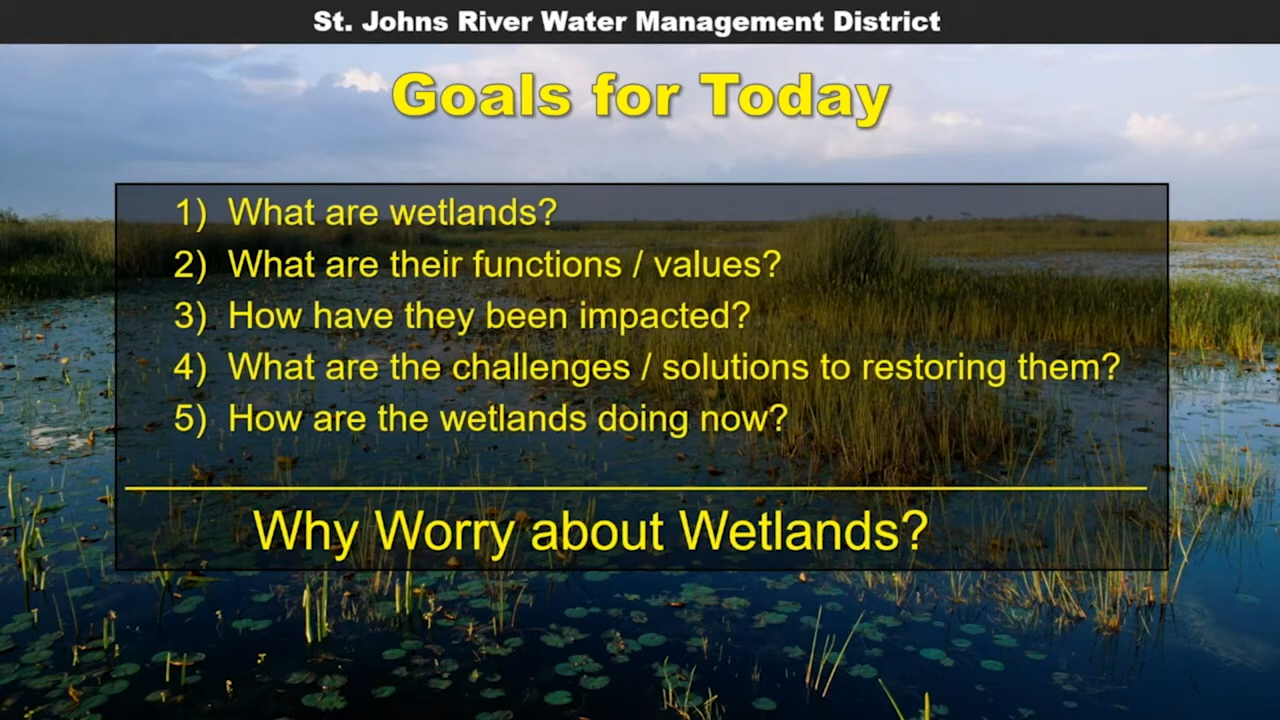 St. Johns River Water Management District
Goals for Today
1) What are wetlands?
2) What are their functions / values?
3) How have they been impacted?
4) What are the challenges / solutions to restoring them?
5) How are the wetlands doing now?
Why Worry about Wetlands?